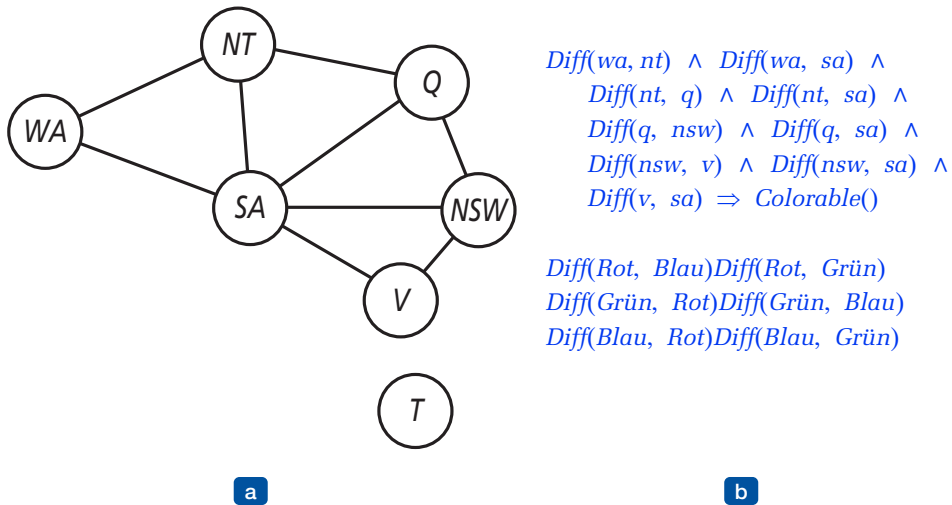 NT
Q
WA
SA
NSW
V
T
a
Diff(wa, nt) ∧ Diff(wa, sa) ∧
Diff(nt, q) ∧ Diff(nt, sa) ∧
Diff(q, nsw) ∧ Diff(q, sa) ∧
Diff(nsw, v) ∧ Diff(nsw, sa) ∧
Diff(v, sa) ⇒ Colorable()
Diff(Rot, Blau)Diff(Rot, Grün)
Diff(Grün, Rot)Diff(Grün, Blau)
Diff(Blau, Rot)Diff(Blau, Grün)
b